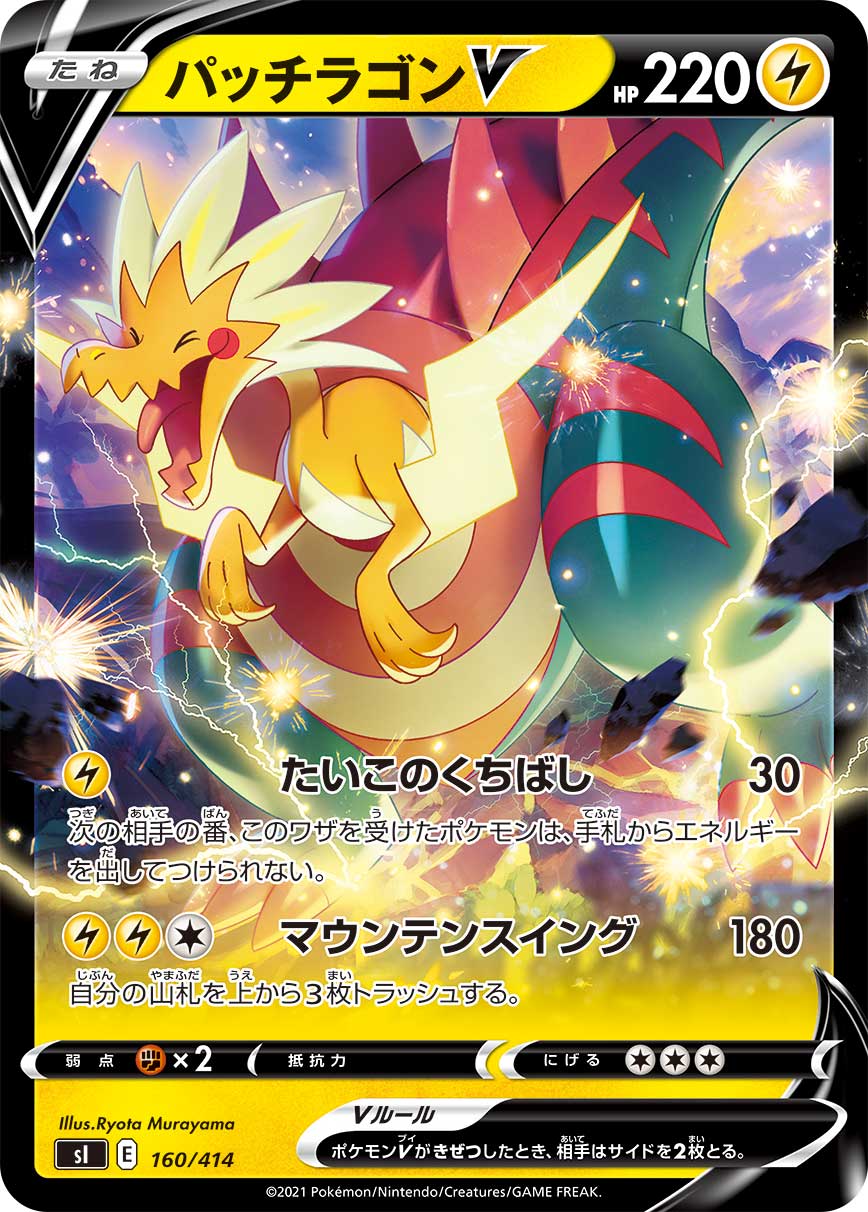 たね パッチラゴンV HP220
たいこのくちばし 30
次の相手の番、このワザを受けたポケモンは、手札からエネルギー
を出してつけられない。
マウンテンスイング 180
自分の山札を上から3枚トラッシュする。
弱点 ×2 抵抗力 にげる
Illus.Ryota Murayama
Vルール
ポケモンVがきぜつしたとき、相手はサイドを2枚とる。
sI E 160/414
©2021 Pokémon/Nintendo/Creatures/GAME FREAK.